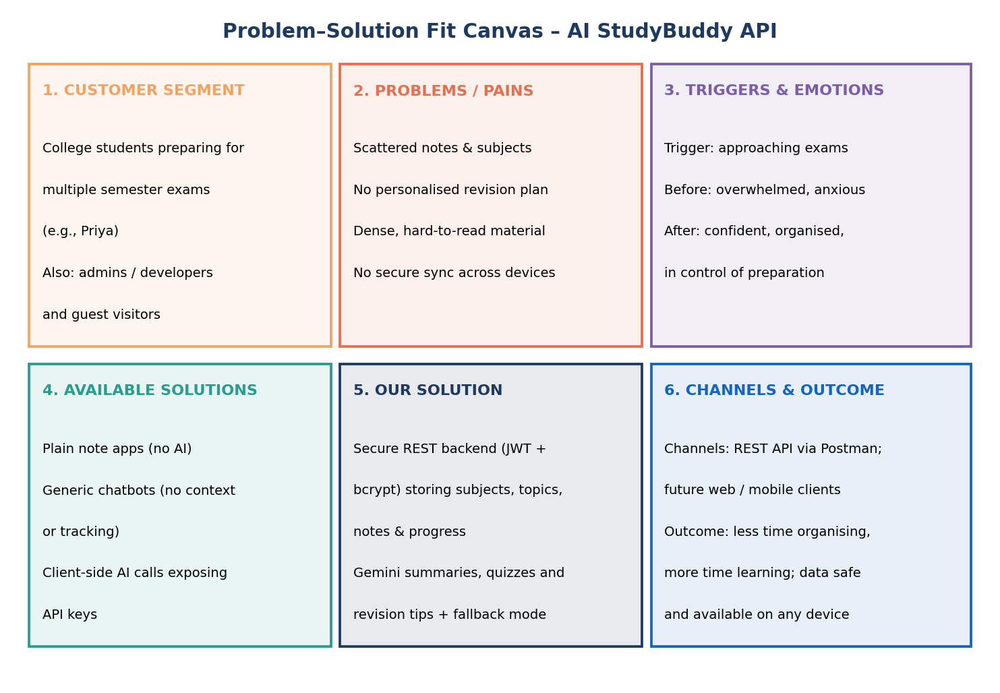 Problem–Solution Fit Canvas – AI StudyBuddy API
1. CUSTOMER SEGMENT
College students preparing for
multiple semester exams
(e.g., Priya)
Also: admins / developers
and guest visitors
2. PROBLEMS / PAINS
Scattered notes & subjects
No personalised revision plan
Dense, hard-to-read material
No secure sync across devices
3. TRIGGERS & EMOTIONS
Trigger: approaching exams
Before: overwhelmed, anxious
After: confident, organised,
in control of preparation
4. AVAILABLE SOLUTIONS
Plain note apps (no AI)
Generic chatbots (no context
or tracking)
Client-side AI calls exposing
API keys
5. OUR SOLUTION
Secure REST backend (JWT +
bcrypt) storing subjects, topics,
notes & progress
Gemini summaries, quizzes and
revision tips + fallback mode
6. CHANNELS & OUTCOME
Channels: REST API via Postman;
future web / mobile clients
Outcome: less time organising,
more time learning; data safe
and available on any device